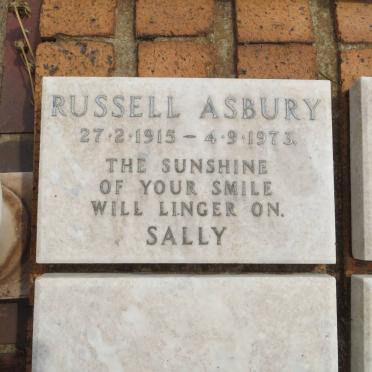 RUSSELL ASBURY
27·2·1915 – 4·9·1973.
THE SUNSHINE
OF YOUR SMILE
WILL LINGER ON.
SALLY